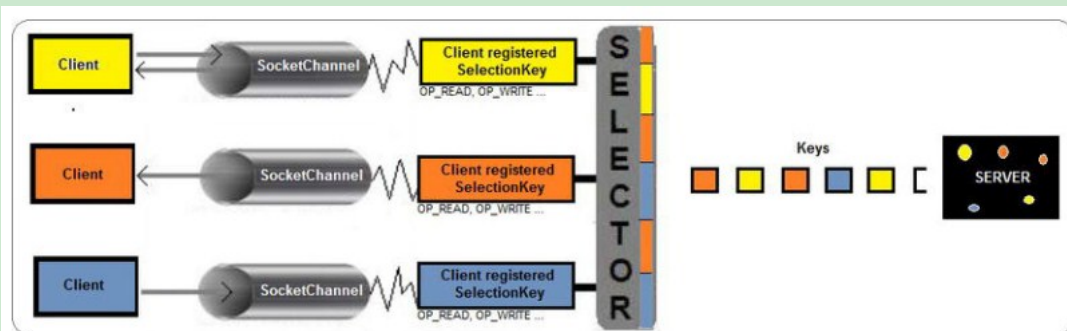 Client
SocketChannel
Client registered
SelectionKey
OP_READ, OP_WRITE ...
Client
SocketChannel
Client registered
SelectionKey
OP_READ, OP_WRITE ...
Client
SocketChannel
Client registered
SelectionKey
OP_READ, OP_WRITE ...
SELECTOR
Keys
SERVER